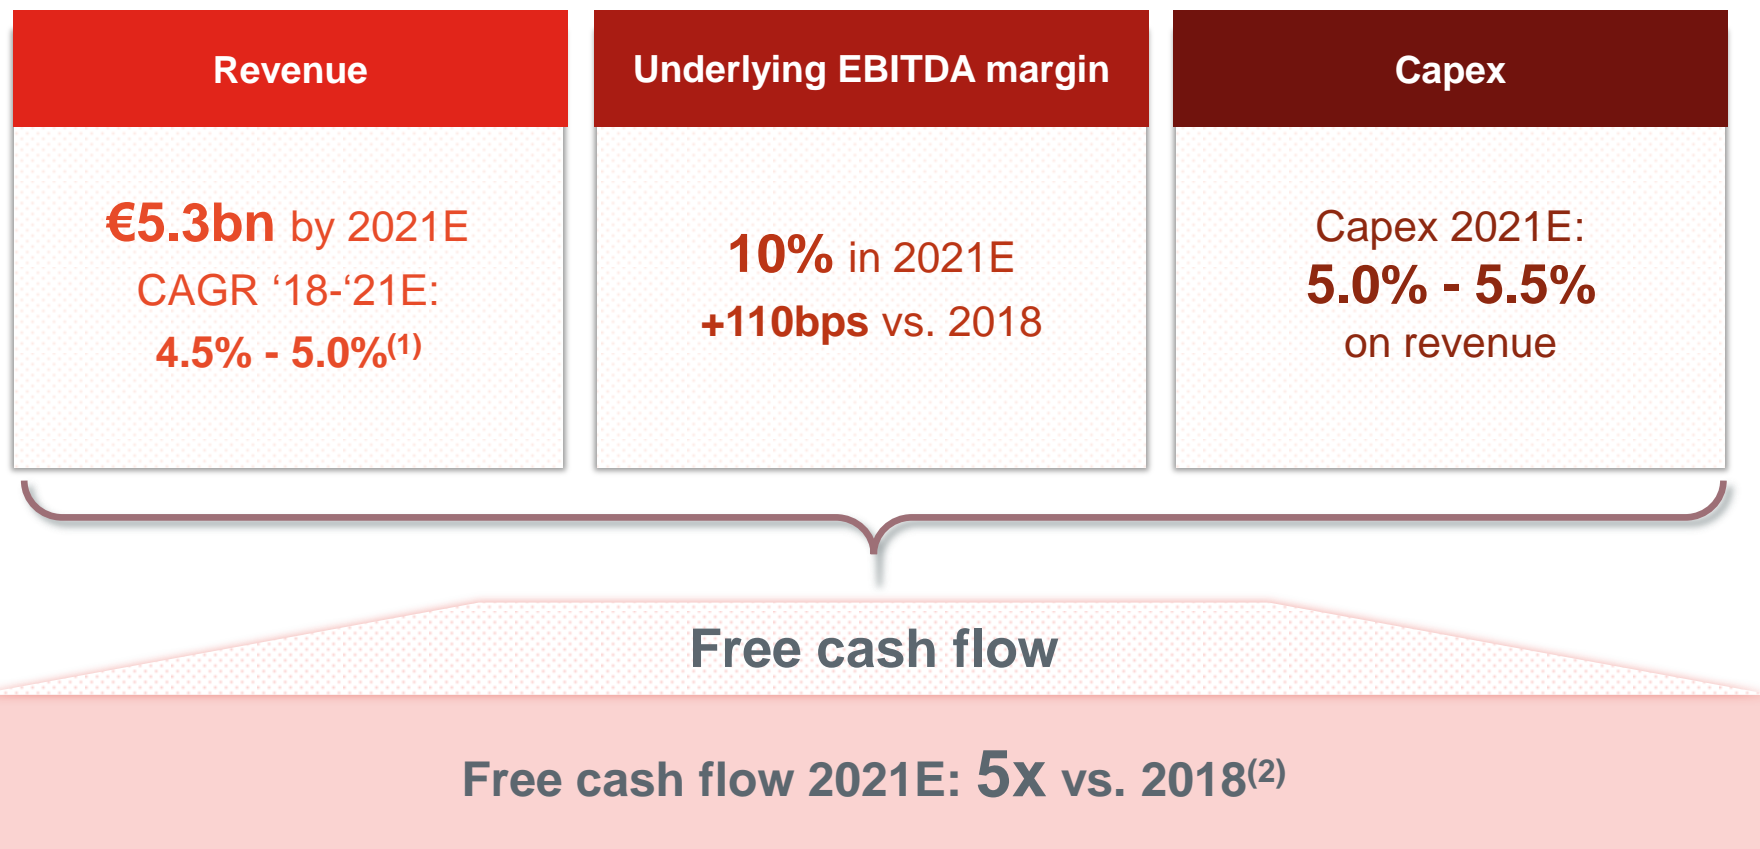 Revenue
€5.3bn by 2021E
CAGR ‘18-‘21E:
4.5% - 5.0%(1)
Underlying EBITDA margin
10% in 2021E
+110bps vs. 2018
Capex
Capex 2021E:
5.0% - 5.5%
on revenue
Free cash flow
Free cash flow 2021E: 5x vs. 2018(2)